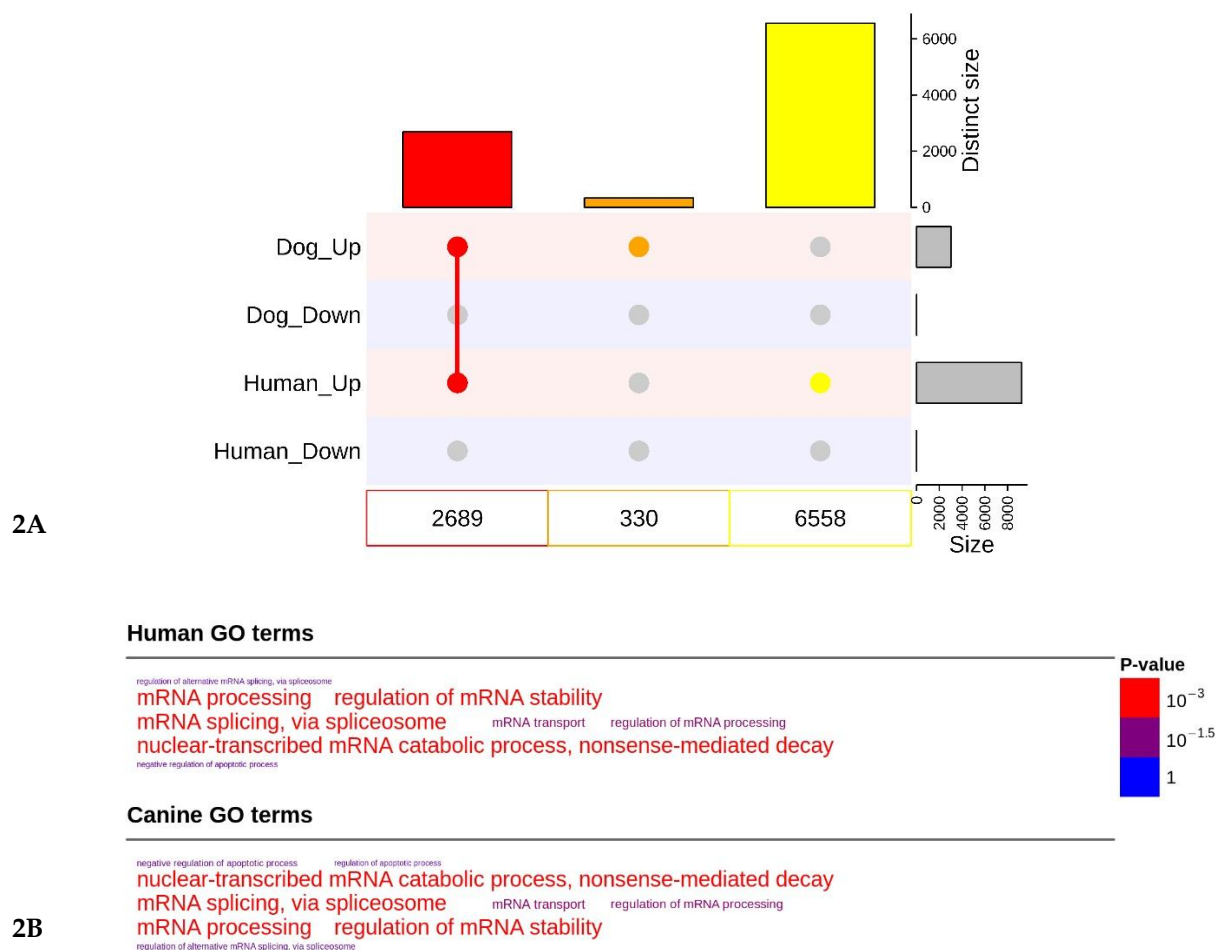 6000
4000
2000
0
Distinct size
Dog_Up
Dog_Down
Human_Up
Human_Down
2689 330 6558
0 2000 4000 6000 8000
Size
2A
Human GO terms
regulation of alternative mRNA splicing, via spliceosome
mRNA processing regulation of mRNA stability
mRNA splicing, via spliceosome mRNA transport regulation of mRNA processing
nuclear-transcribed mRNA catabolic process, nonsense-mediated decay
negative regulation of apoptotic process
P-value
10⁻³
10⁻¹·⁵
1
Canine GO terms
negative regulation of apoptotic process regulation of apoptotic process
nuclear-transcribed mRNA catabolic process, nonsense-mediated decay
mRNA splicing, via spliceosome mRNA transport regulation of mRNA processing
mRNA processing regulation of mRNA stability
regulation of alternative mRNA splicing, via spliceosome
2B